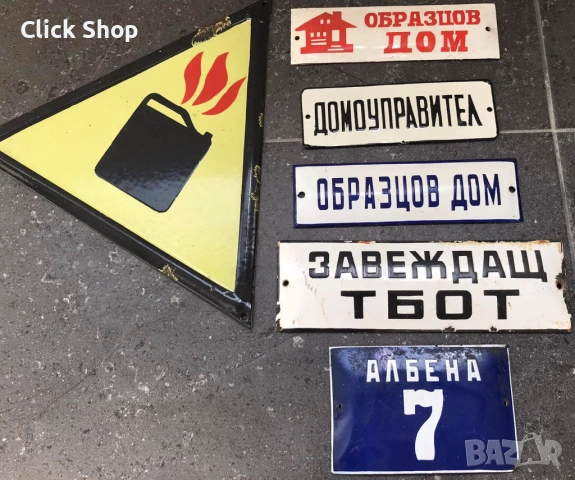 Click Shop
ОБРАЗЦОВ
ДОМ
ДОМОУПРАВИТЕЛ
ОБРАЗЦОВ ДОМ
ЗАВЕЖДАЩ
ТБОТ
АЛБЕНА
7
BAZAR